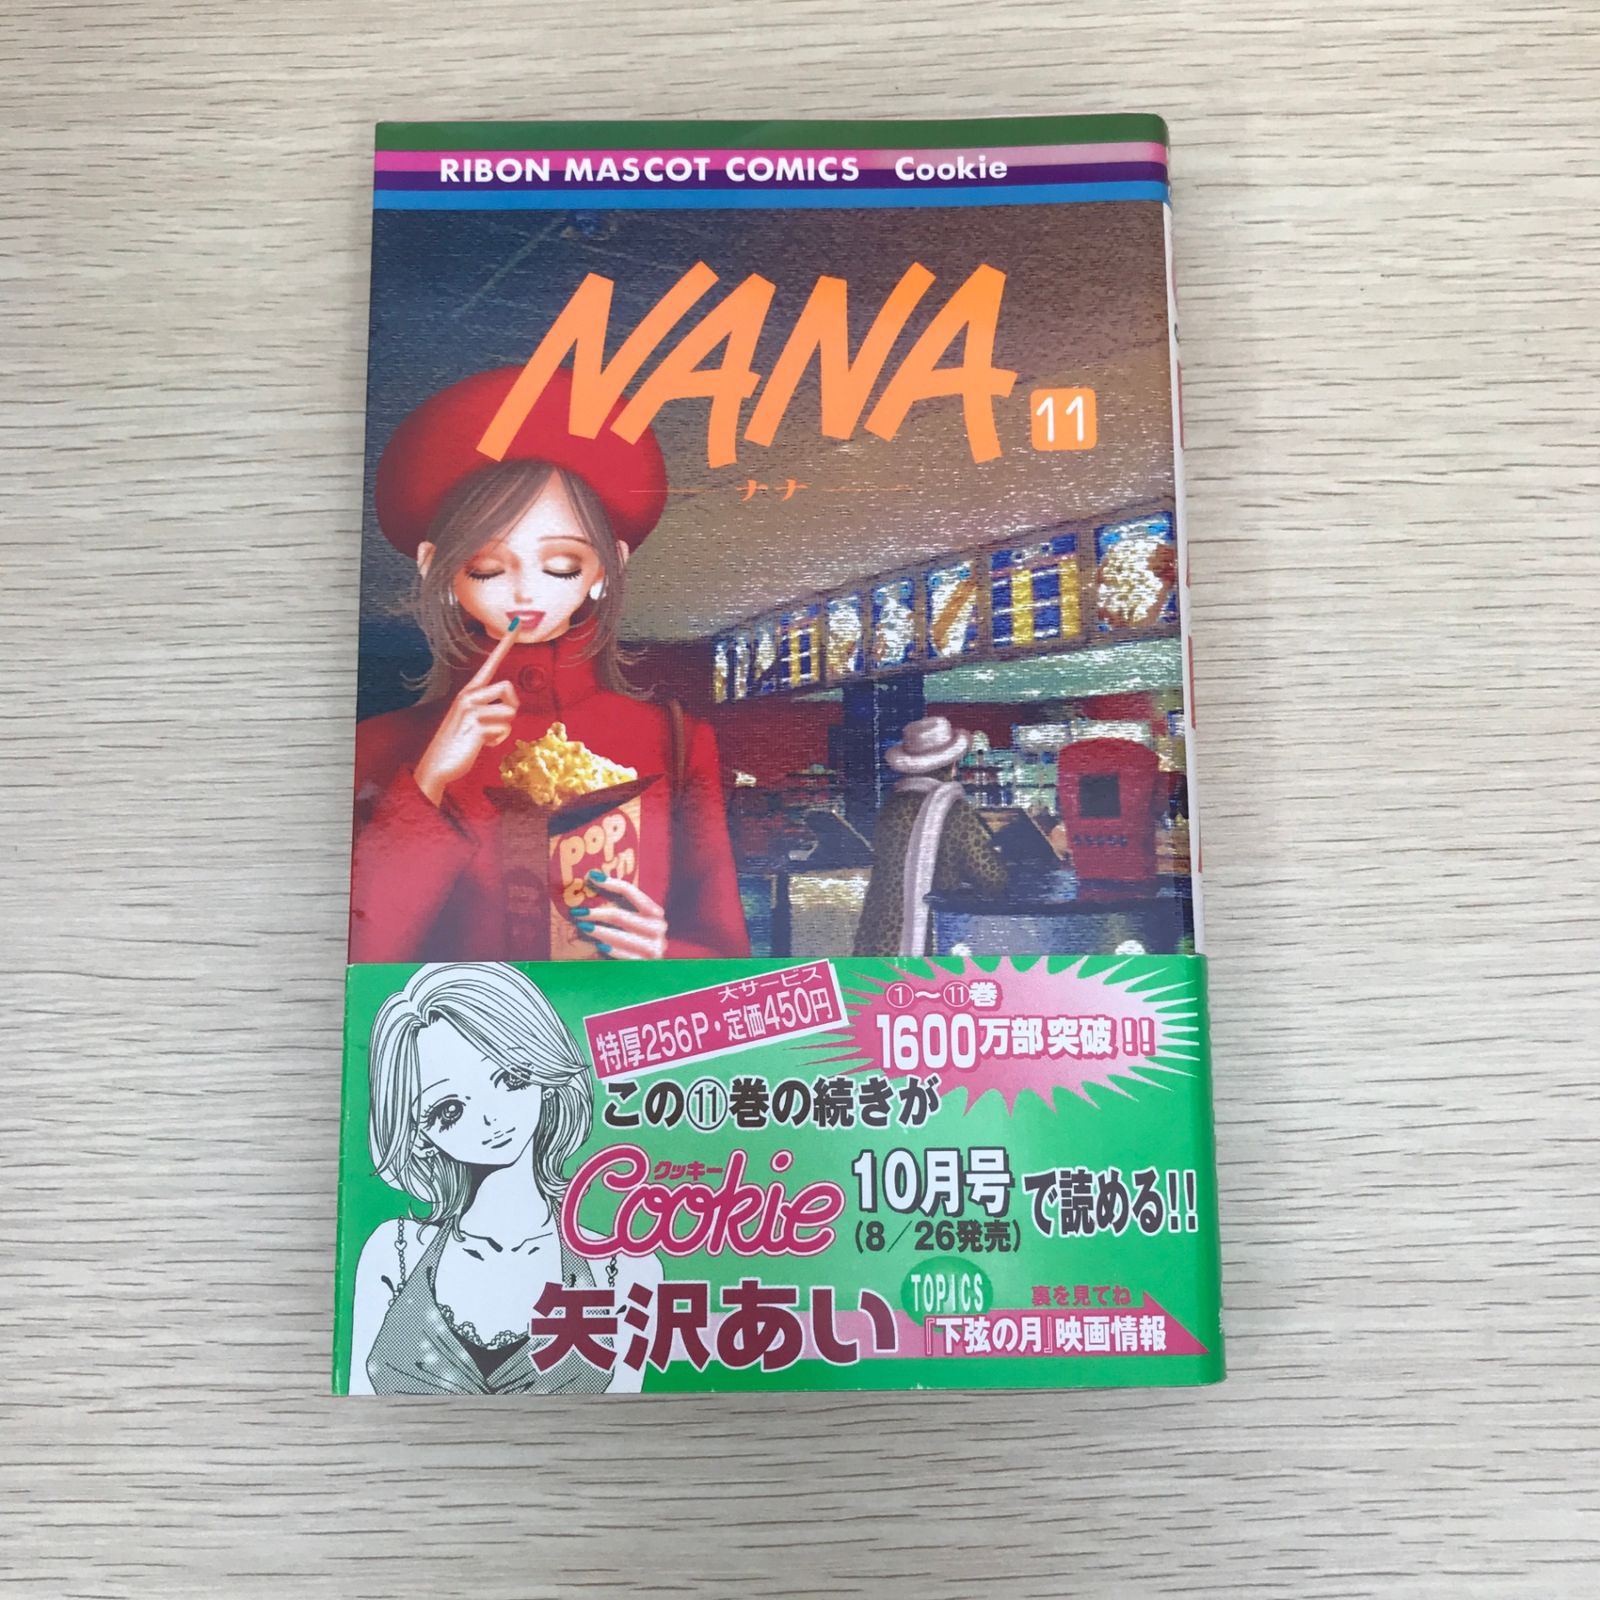 RIBON MASCOT COMICS Cookie
NANA 11
ナナ
pop
corn
大サービス
特厚256P・定価450円
①〜⑪巻
1600万部突破!!
この⑪巻の続きが
クッキー
Cookie 10月号で読める!!
(8/26発売)
矢沢あい
TOPICS
裏を見てね
『下弦の月』映画情報